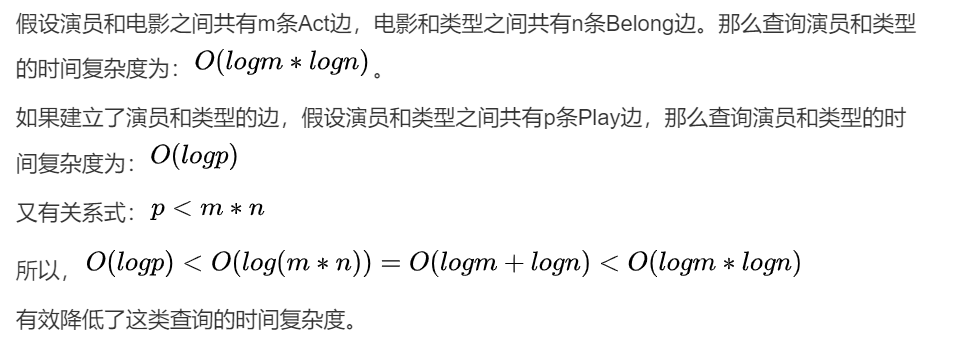 假设演员和电影之间共有m条Act边，电影和类型之间共有n条Belong边。那么查询演员和类型
的时间复杂度为：O(logm * logn)。
如果建立了演员和类型的边，假设演员和类型之间共有p条Play边，那么查询演员和类型的时
间复杂度为：O(logp)
又有关系式：p < m * n
所以，O(logp) < O(log(m * n)) = O(logm + logn) < O(logm * logn)
有效降低了这类查询的时间复杂度。